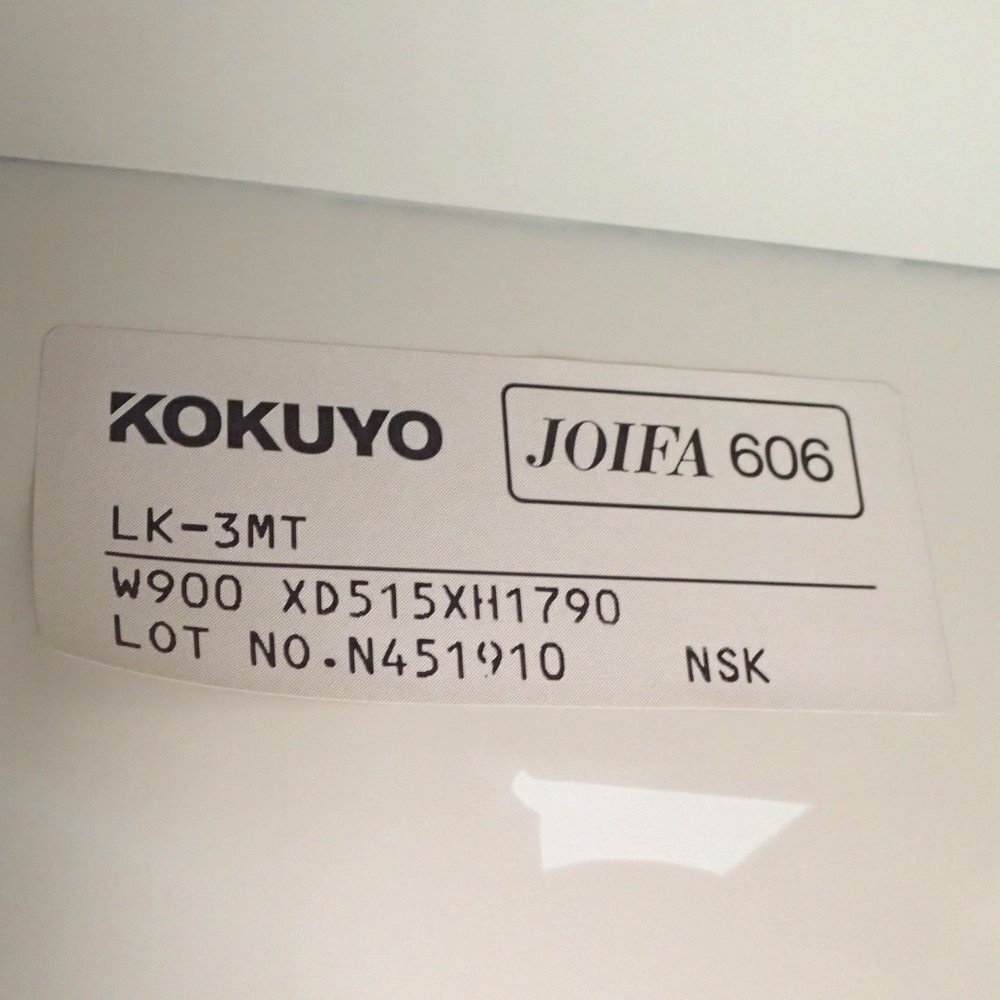 KOKUYO
JOIFA 606
LK-3MT
W900 XD515XH1790
LOT NO.N451910 NSK